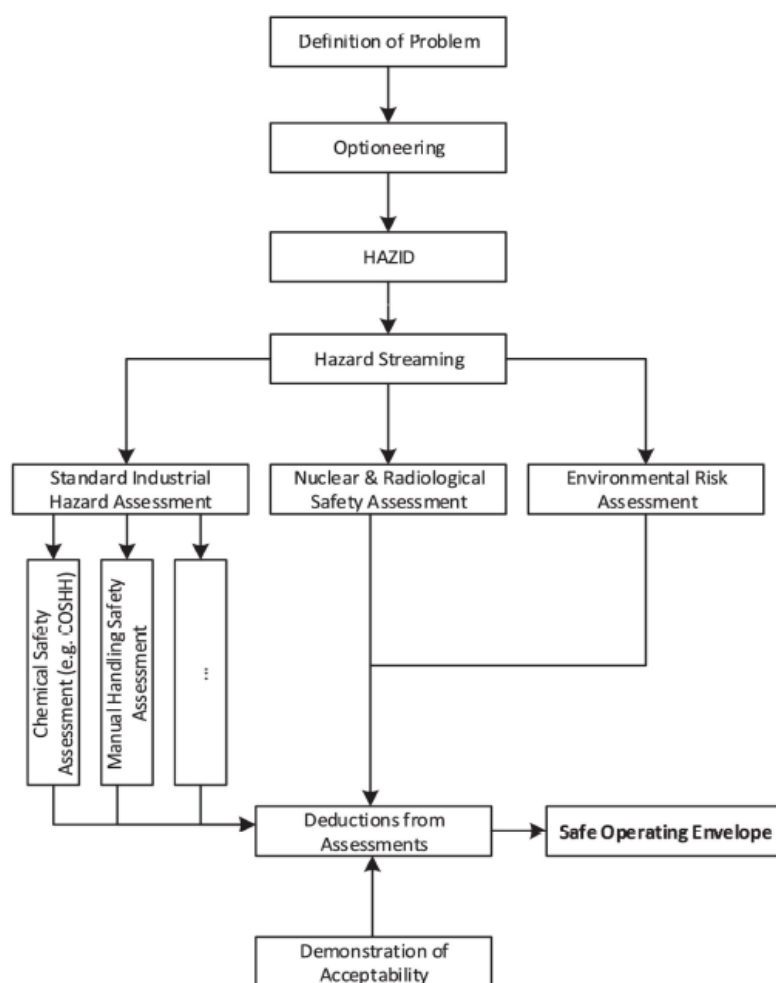 Definition of Problem
Optioneering
HAZID
Hazard Streaming
Standard Industrial
Hazard Assessment
Nuclear & Radiological
Safety Assessment
Environmental Risk
Assessment
Chemical Safety
Assessment (e.g. COSHH)
Manual Handling Safety
Assessment
...
Deductions from
Assessments
Safe Operating Envelope
Demonstration of
Acceptability